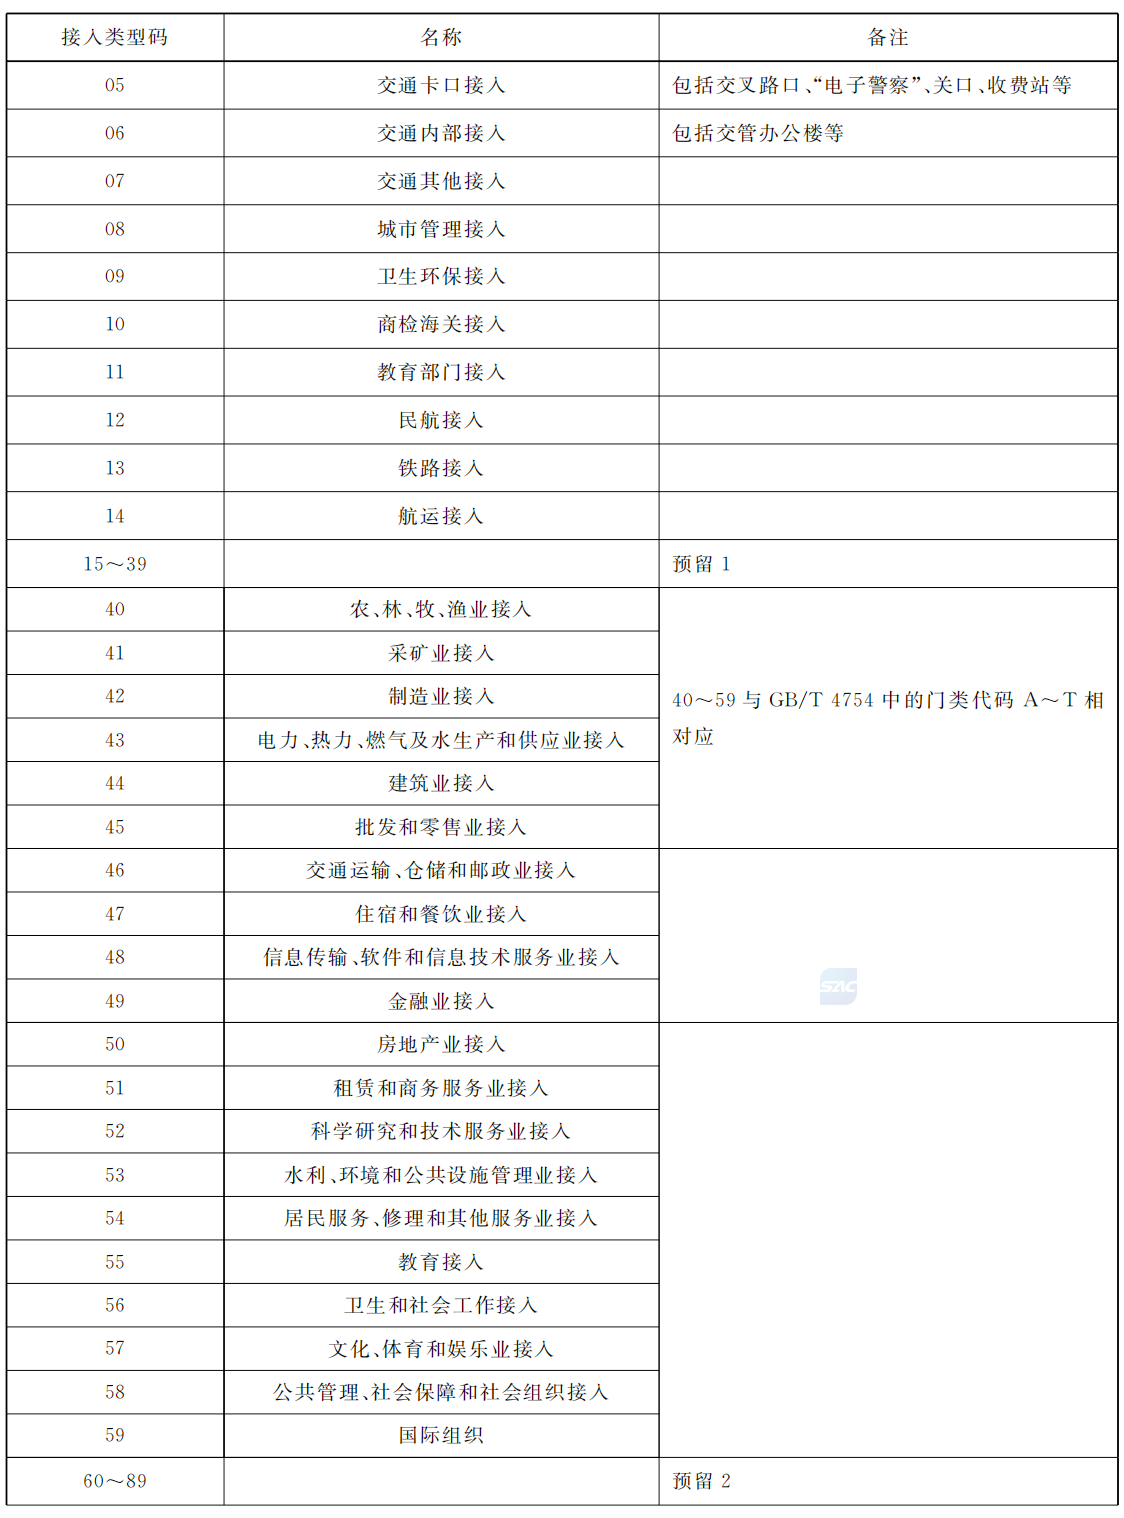 接入类型码 名称 备注
05 交通卡口接入 包括交叉路口、“电子警察”、关口、收费站等
06 交通内部接入 包括交管办公楼等
07 交通其他接入
08 城市管理接入
09 卫生环保接入
10 商检海关接入
11 教育部门接入
12 民航接入
13 铁路接入
14 航运接入
15～39 预留 1
40 农、林、牧、渔业接入
41 采矿业接入
42 制造业接入
40～59 与 GB/T 4754 中的门类代码 A～T 相
对应
43 电力、热力、燃气及水生产和供应业接入
44 建筑业接入
45 批发和零售业接入
46 交通运输、仓储和邮政业接入
47 住宿和餐饮业接入
48 信息传输、软件和信息技术服务业接入
SAC
49 金融业接入
50 房地产业接入
51 租赁和商务服务业接入
52 科学研究和技术服务业接入
53 水利、环境和公共设施管理业接入
54 居民服务、修理和其他服务业接入
55 教育接入
56 卫生和社会工作接入
57 文化、体育和娱乐业接入
58 公共管理、社会保障和社会组织接入
59 国际组织
60～89 预留 2